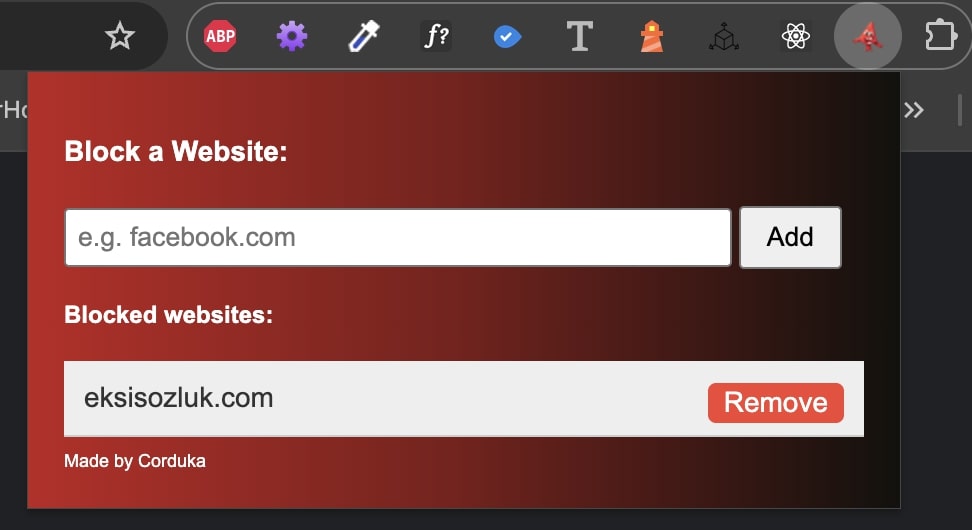 ABP
f?
T
rHo
Block a Website:
e.g. facebook.com
Add
Blocked websites:
eksisozluk.com
Remove
Made by Corduka